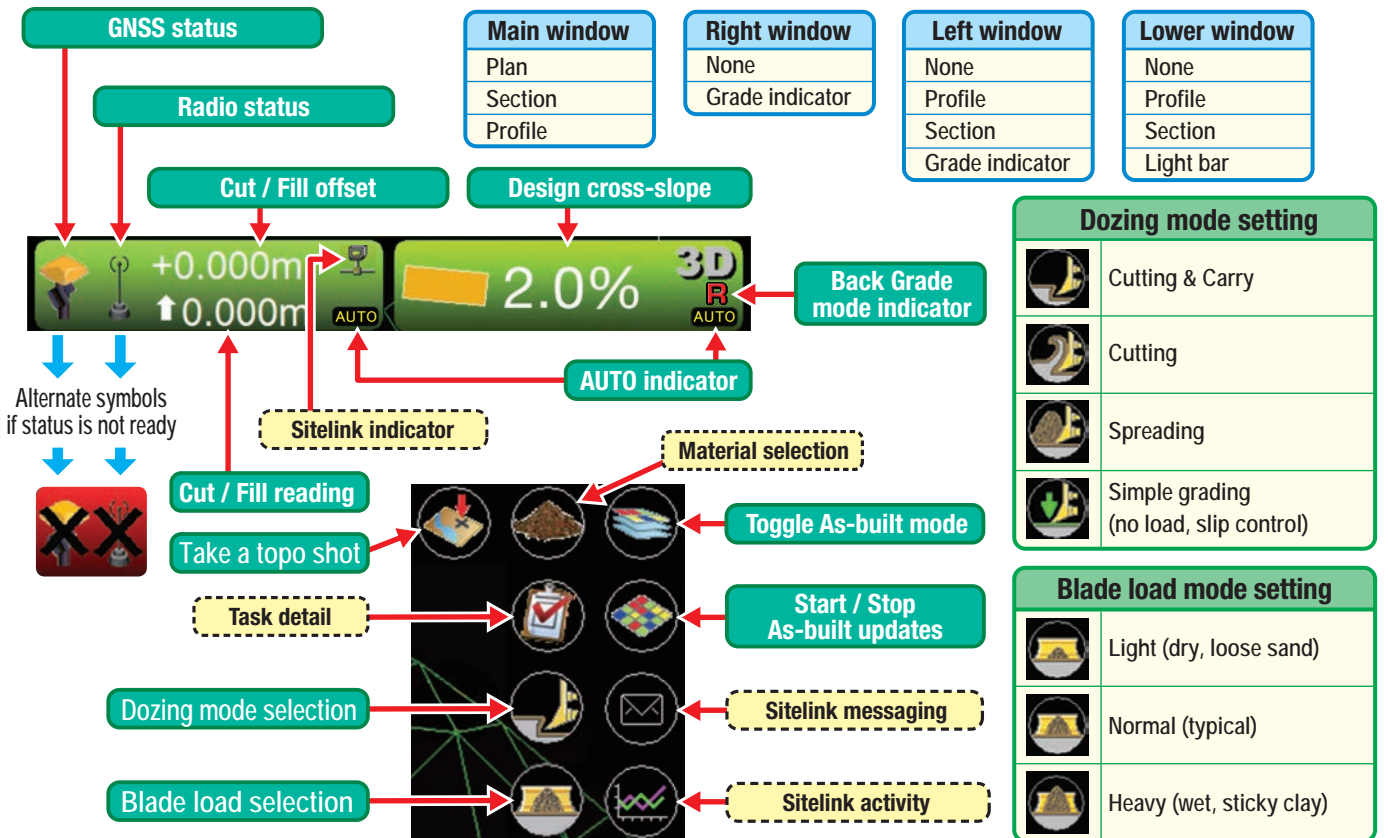 GNSS status
Radio status
Cut / Fill offset
Design cross-slope
Main window
Plan
Section
Profile
Right window
None
Grade indicator
Left window
None
Profile
Section
Grade indicator
Lower window
None
Profile
Section
Light bar
+0.000m
0.000m
AUTO
2.0%
3D
R
AUTO
Back Grade
mode indicator
AUTO indicator
Alternate symbols
if status is not ready
Sitelink indicator
Cut / Fill reading
Material selection
Take a topo shot
Toggle As-built mode
Task detail
Start / Stop
As-built updates
Dozing mode selection
Sitelink messaging
Blade load selection
Sitelink activity
Dozing mode setting
Cutting & Carry
Cutting
Spreading
Simple grading
(no load, slip control)
Blade load mode setting
Light (dry, loose sand)
Normal (typical)
Heavy (wet, sticky clay)